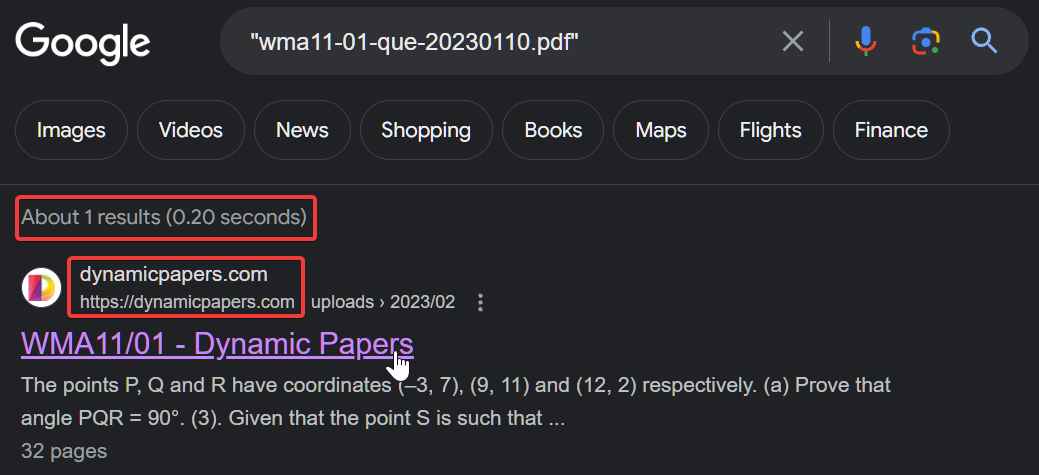 Google
"wma11-01-que-20230110.pdf"
Images Videos News Shopping Books Maps Flights Finance
About 1 results (0.20 seconds)
dynamicpapers.com
https://dynamicpapers.com uploads › 2023/02
WMA11/01 - Dynamic Papers
The points P, Q and R have coordinates (–3, 7), (9, 11) and (12, 2) respectively. (a) Prove that
angle PQR = 90°. (3). Given that the point S is such that ...
32 pages